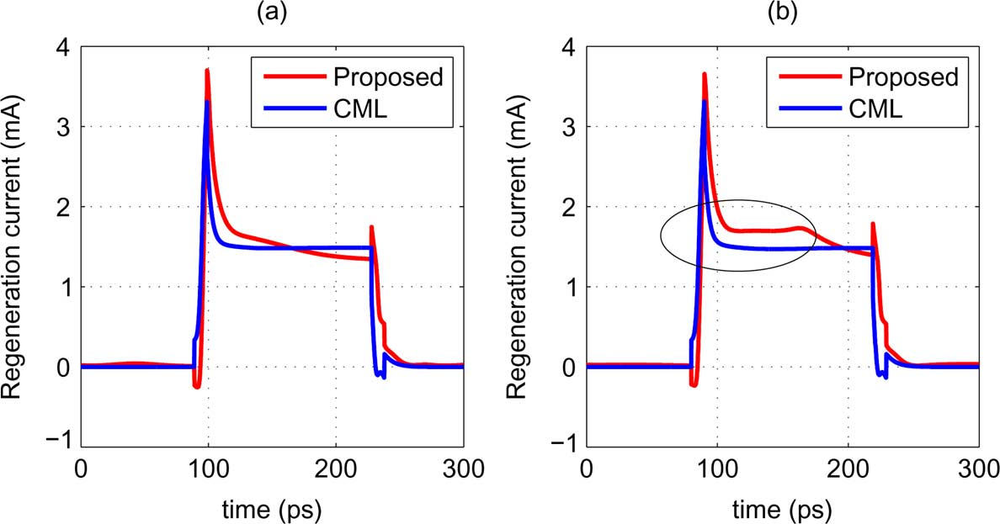 (a)
Regeneration current (mA)
4
3
2
1
0
−1
Proposed
CML
0 100 200 300
time (ps)
(b)
Regeneration current (mA)
4
3
2
1
0
−1
Proposed
CML
0 100 200 300
time (ps)